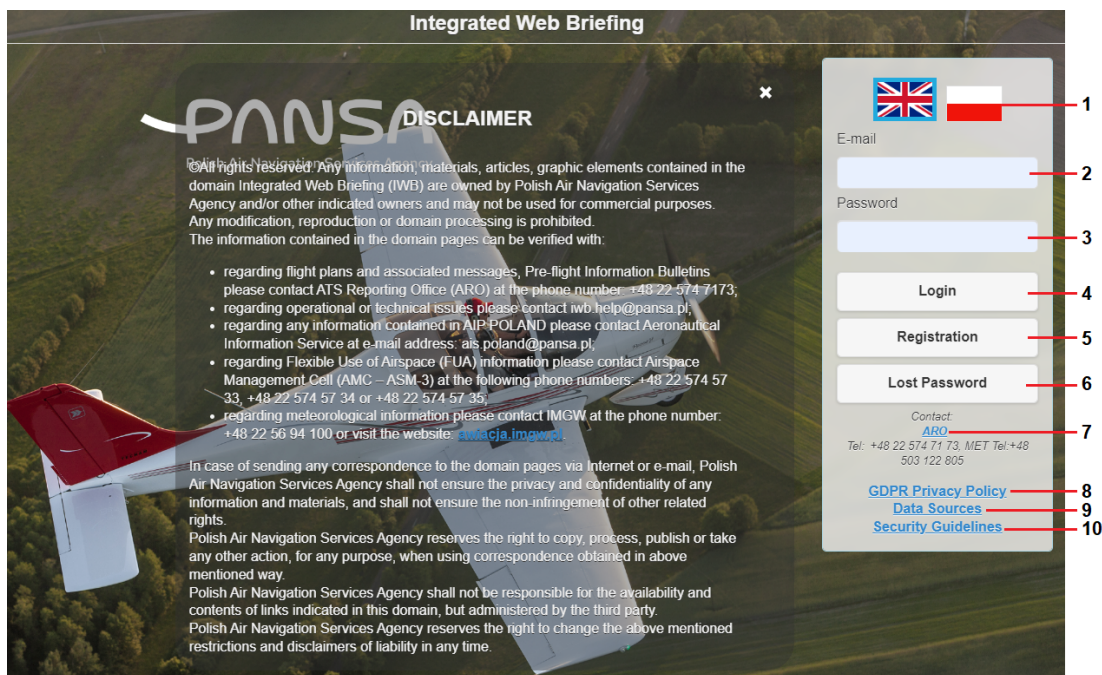 Integrated Web Briefing
PANSA
Polish Air Navigation Services Agency
DISCLAIMER
©All rights reserved. Any information, materials, articles, graphic elements contained in the
domain Integrated Web Briefing (IWB) are owned by Polish Air Navigation Services
Agency and/or other indicated owners and may not be used for commercial purposes.
Any modification, reproduction or domain processing is prohibited.
The information contained in the domain pages can be verified with:
• regarding flight plans and associated messages, Pre-flight Information Bulletins
please contact ATS Reporting Office (ARO) at the phone number: +48 22 574 7173;
• regarding operational or technical issues please contact iwb.help@pansa.pl;
• regarding any information contained in AIP POLAND please contact Aeronautical
Information Service at e-mail address: ais.poland@pansa.pl;
• regarding Flexible Use of Airspace (FUA) information please contact Airspace
Management Cell (AMC – ASM-3) at the following phone numbers: +48 22 574 57
33, +48 22 574 57 34 or +48 22 574 57 35;
• regarding meteorological information please contact IMGW at the phone number:
+48 22 56 94 100 or visit the website: awiacja.imgw.pl.
In case of sending any correspondence to the domain pages via Internet or e-mail, Polish
Air Navigation Services Agency shall not ensure the privacy and confidentiality of any
information and materials, and shall not ensure the non-infringement of other related
rights.
Polish Air Navigation Services Agency reserves the right to copy, process, publish or take
any other action, for any purpose, when using correspondence obtained in above
mentioned way.
Polish Air Navigation Services Agency shall not be responsible for the availability and
contents of links indicated in this domain, but administered by the third party.
Polish Air Navigation Services Agency reserves the right to change the above mentioned
restrictions and disclaimers of liability in any time.
1
E-mail
2
Password
3
Login 4
Registration 5
Lost Password 6
Contact:
ARO 7
Tel: +48 22 574 71 73, MET Tel:+48
503 122 805
GDPR Privacy Policy 8
Data Sources 9
Security Guidelines 10